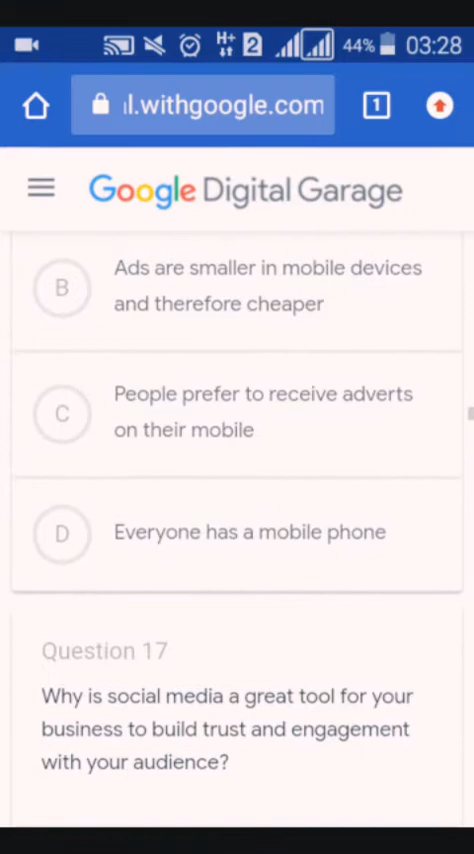 H+ 2 44% 03:28
il.withgoogle.com 1
Google Digital Garage
B Ads are smaller in mobile devices
and therefore cheaper
C People prefer to receive adverts
on their mobile
D Everyone has a mobile phone
Question 17
Why is social media a great tool for your
business to build trust and engagement
with your audience?